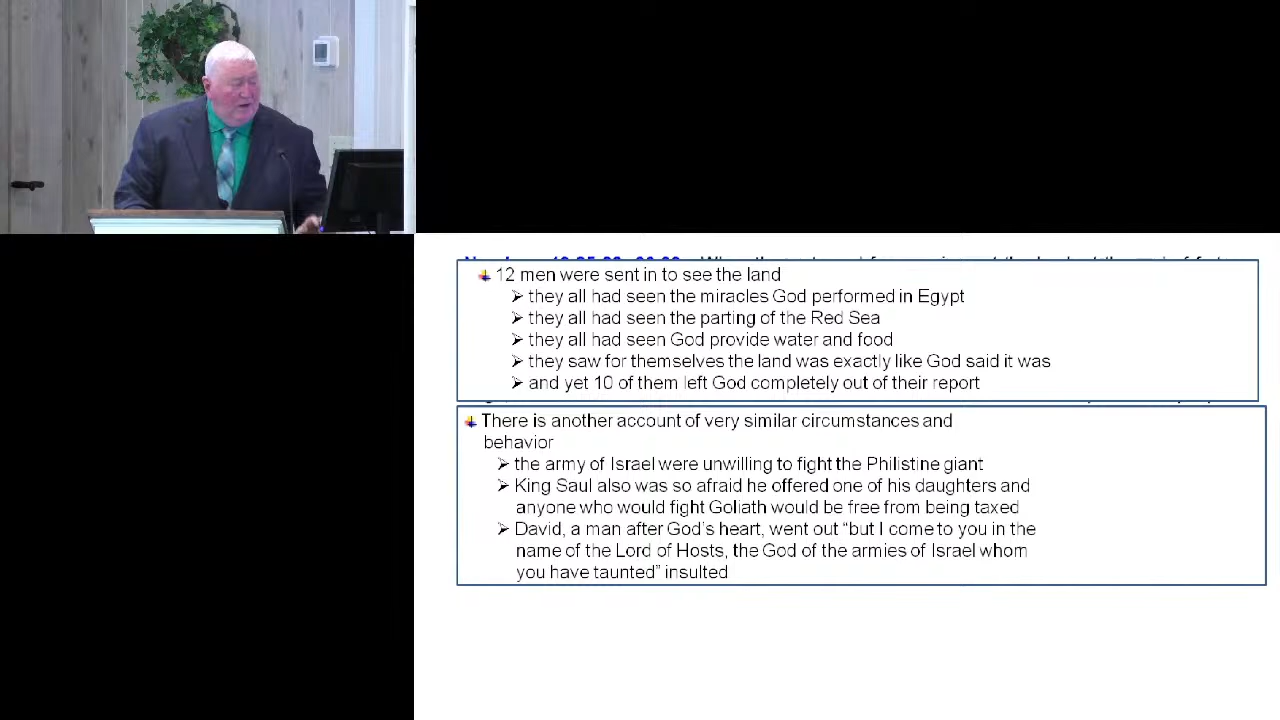 12 men were sent in to see the land
they all had seen the miracles God performed in Egypt
they all had seen the parting of the Red Sea
they all had seen God provide water and food
they saw for themselves the land was exactly like God said it was
and yet 10 of them left God completely out of their report
There is another account of very similar circumstances and
behavior
the army of Israel were unwilling to fight the Philistine giant
King Saul also was so afraid he offered one of his daughters and
anyone who would fight Goliath would be free from being taxed
David, a man after God's heart, went out “but I come to you in the
name of the Lord of Hosts, the God of the armies of Israel whom
you have taunted” insulted